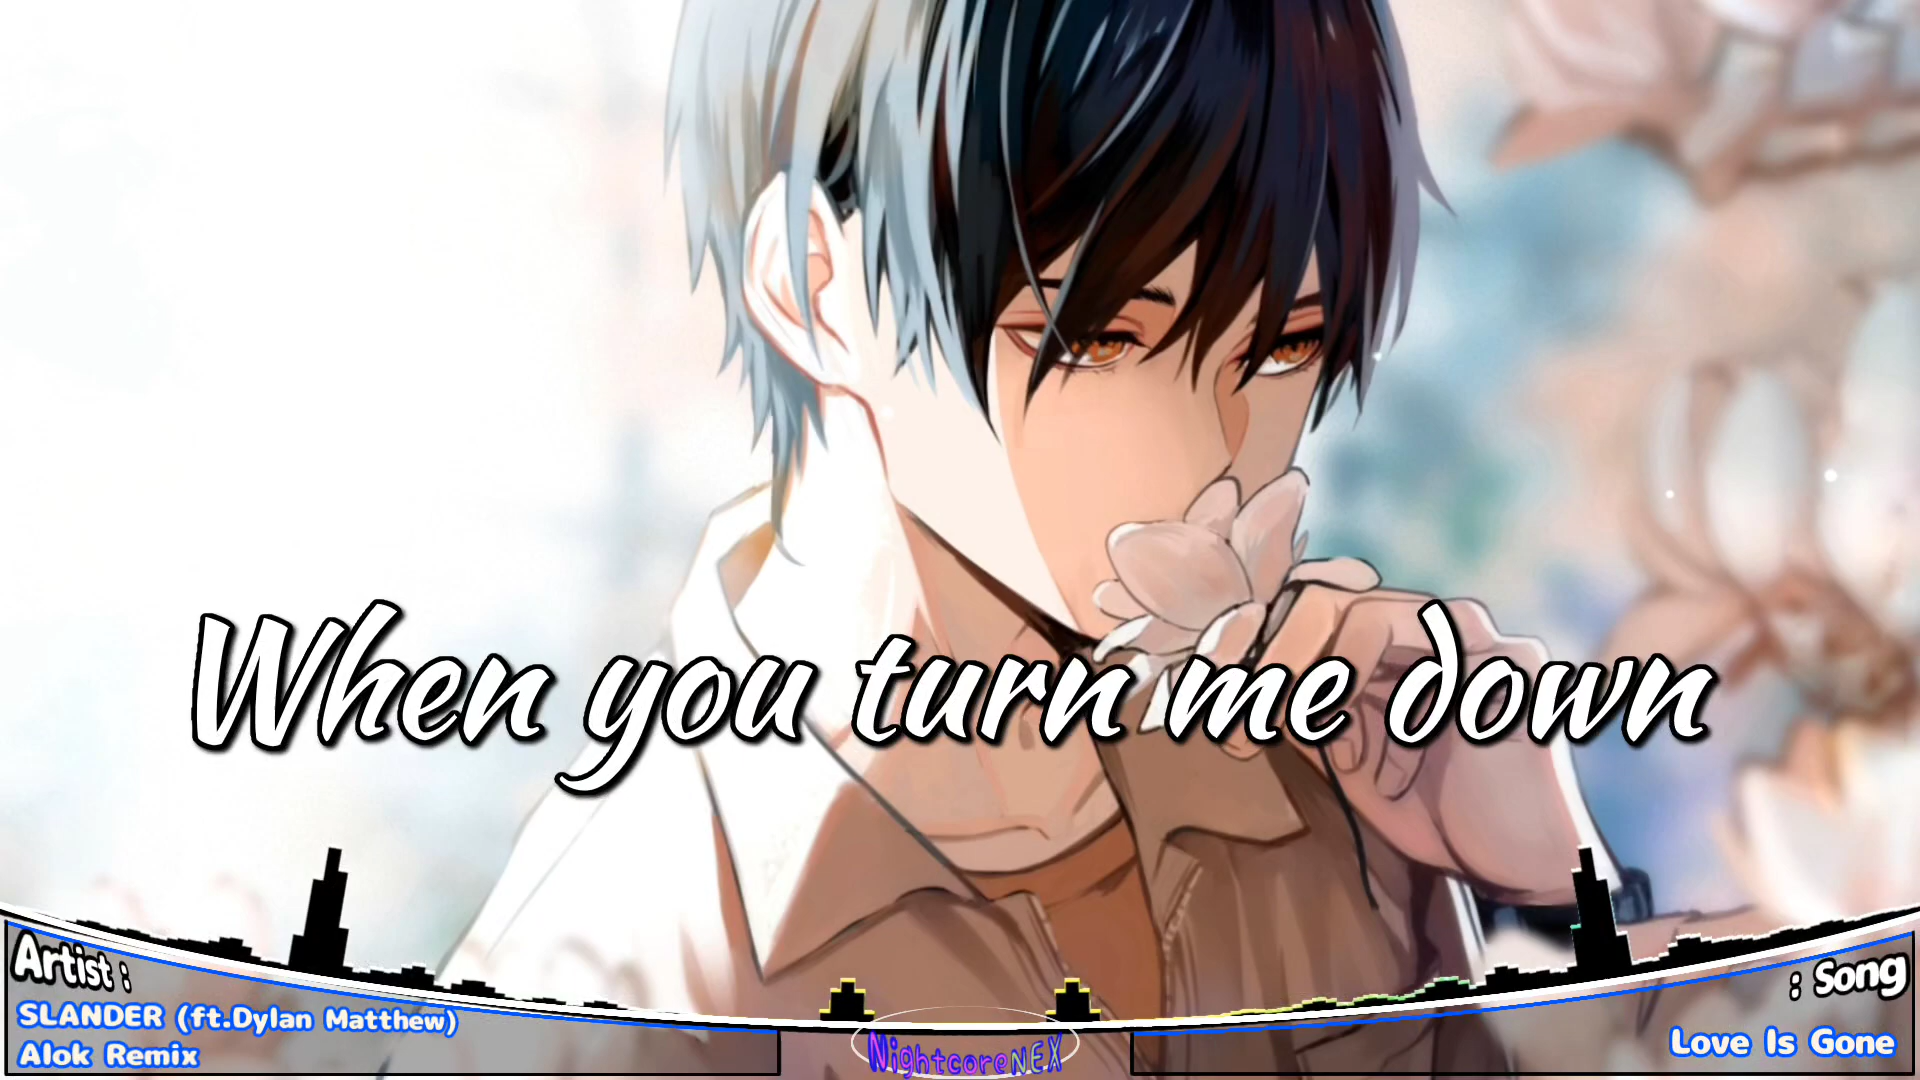 When you turn me down
Artist :
SLANDER (ft.Dylan Matthew)
Alok Remix
NightcoreNEX
: Song
Love Is Gone